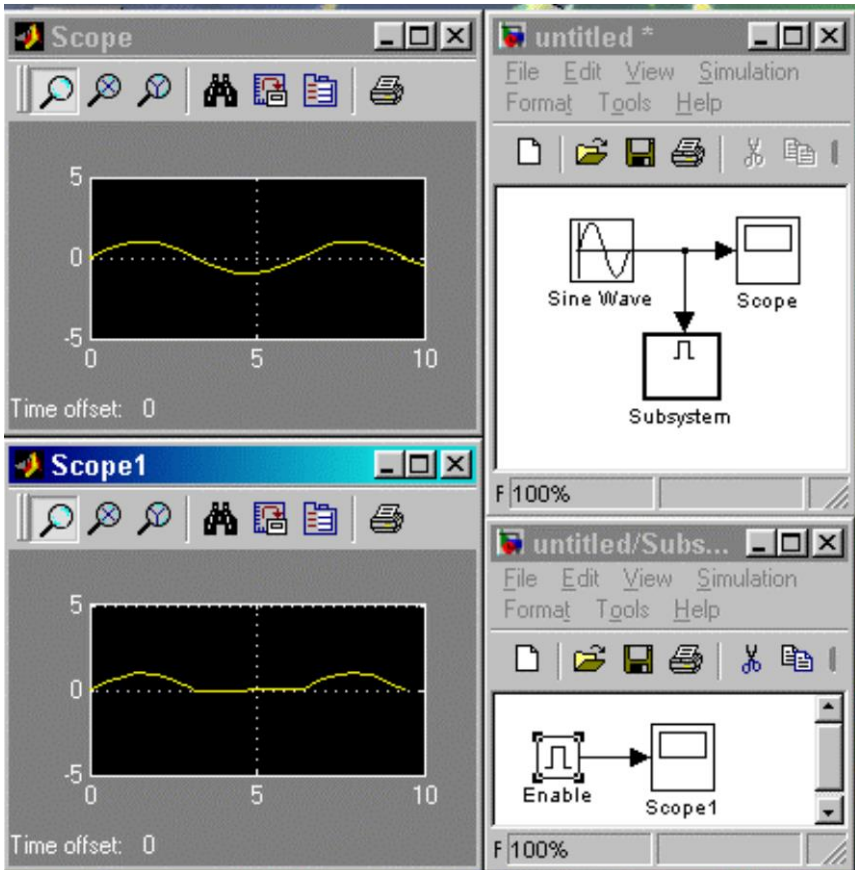 Scope
5
0
-5
0 5 10
Time offset: 0
untitled *
File Edit View Simulation
Format Tools Help
Sine Wave
Scope
Subsystem
F 100%
Scope1
5
0
-5
0 5 10
Time offset: 0
untitled/Subs...
File Edit View Simulation
Format Tools Help
Enable
Scope1
F 100%